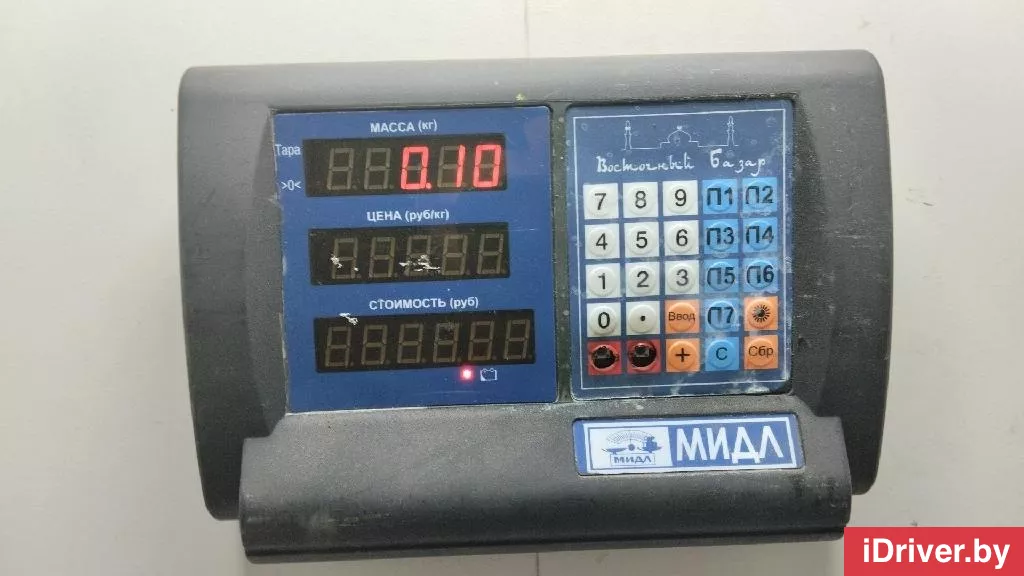 МАССА (кг)
Тара
0.10
>0<
ЦЕНА (руб/кг)
СТОИМОСТЬ (руб)
Восточный Базар
7 8 9 П1 П2
4 5 6 П3 П4
1 2 3 П5 П6
0 . Ввод П7
+ С Сбр
МИДЛ
МИДЛ
iDriver.by